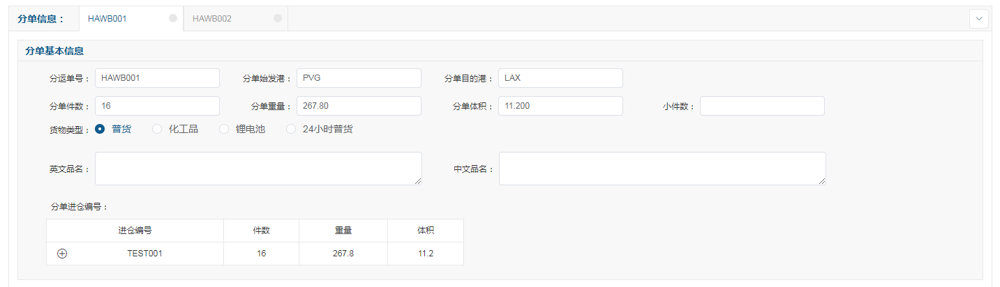 分单信息： HAWB001 HAWB002
分单基本信息
分运单号： HAWB001 分单始发港： PVG 分单目的港： LAX
分单件数： 16 分单重量： 267.80 分单体积： 11.200 小件数：
货物类型： 普货 化工品 锂电池 24小时普货
英文品名： 中文品名：
分单进仓编号：
进仓编号 件数 重量 体积
TEST001 16 267.8 11.2